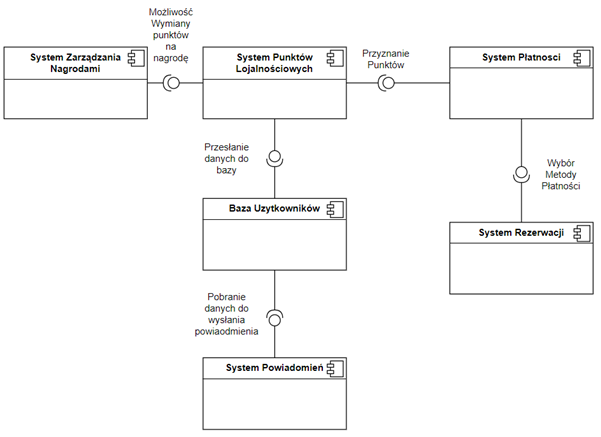 Możliwość
Wymiany
punktów
na
nagrodę
System Zarządzania
Nagrodami
System Punktów
Lojalnościowych
Przyznanie
Punktów
System Płatnosci
Przesłanie
danych do
bazy
Wybór
Metody
Płatności
Baza Uzytkowników
System Rezerwacji
Pobranie
danych do
wysłania
powiaodmienia
System Powiadomień